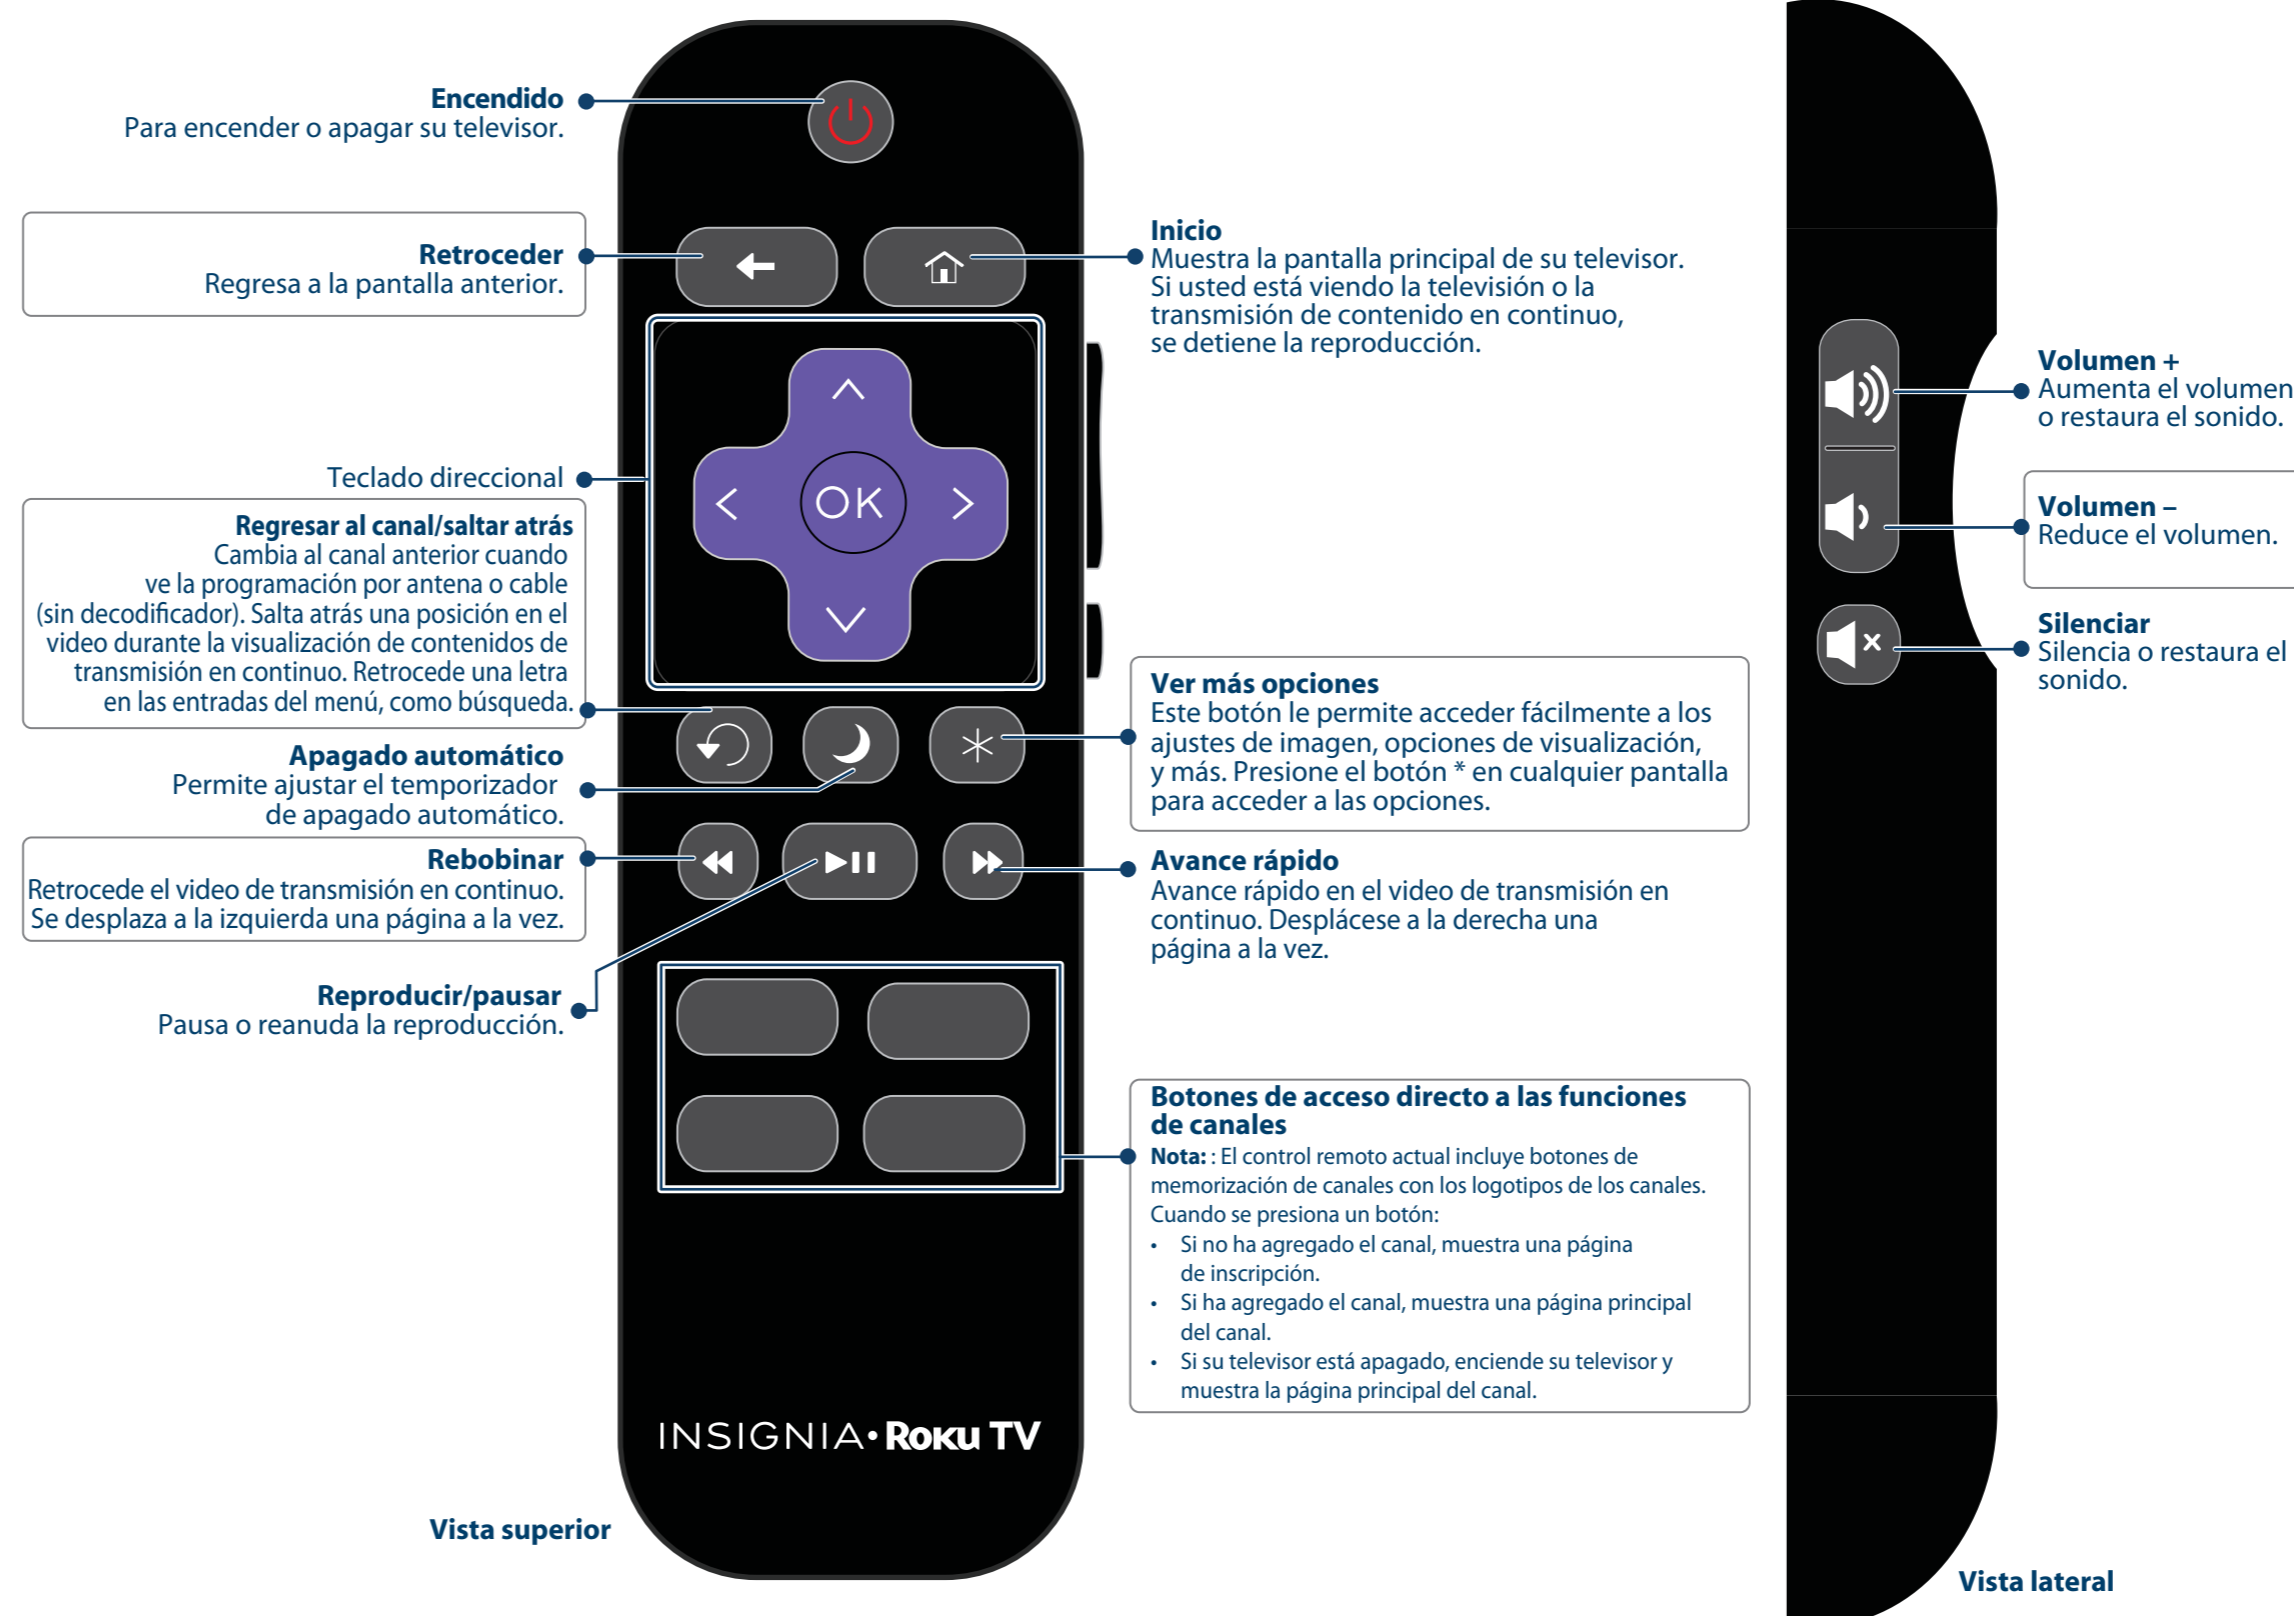 Encendido
Para encender o apagar su televisor.
Retroceder
Regresa a la pantalla anterior.
Teclado direccional
Regresar al canal/saltar atrás
Cambia al canal anterior cuando
ve la programación por antena o cable
(sin decodificador). Salta atrás una posición en el
video durante la visualización de contenidos de
transmisión en continuo. Retrocede una letra
en las entradas del menú, como búsqueda.
Apagado automático
Permite ajustar el temporizador
de apagado automático.
Rebobinar
Retrocede el video de transmisión en continuo.
Se desplaza a la izquierda una página a la vez.
Reproducir/pausar
Pausa o reanuda la reproducción.
OK
INSIGNIA • Roku TV
Vista superior
Inicio
Muestra la pantalla principal de su televisor.
Si usted está viendo la televisión o la
transmisión de contenido en continuo,
se detiene la reproducción.
Ver más opciones
Este botón le permite acceder fácilmente a los
ajustes de imagen, opciones de visualización,
y más. Presione el botón * en cualquier pantalla
para acceder a las opciones.
Avance rápido
Avance rápido en el video de transmisión en
continuo. Desplácese a la derecha una
página a la vez.
Botones de acceso directo a las funciones
de canales
Nota: : El control remoto actual incluye botones de
memorización de canales con los logotipos de los canales.
Cuando se presiona un botón:
• Si no ha agregado el canal, muestra una página
de inscripción.
• Si ha agregado el canal, muestra una página principal
del canal.
• Si su televisor está apagado, enciende su televisor y
muestra la página principal del canal.
Volumen +
Aumenta el volumen
o restaura el sonido.
Volumen –
Reduce el volumen.
Silenciar
Silencia o restaura el
sonido.
Vista lateral